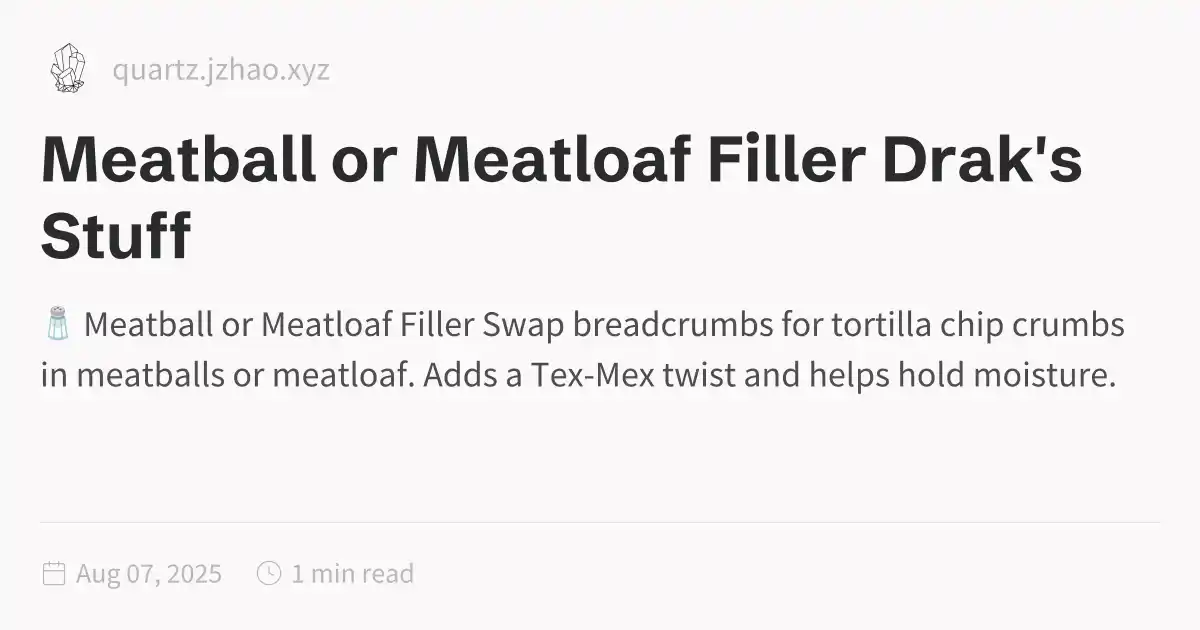 quartz.jzhao.xyz
Meatball or Meatloaf Filler Drak's
Stuff
🧂 Meatball or Meatloaf Filler Swap breadcrumbs for tortilla chip crumbs
in meatballs or meatloaf. Adds a Tex-Mex twist and helps hold moisture.
Aug 07, 2025 1 min read